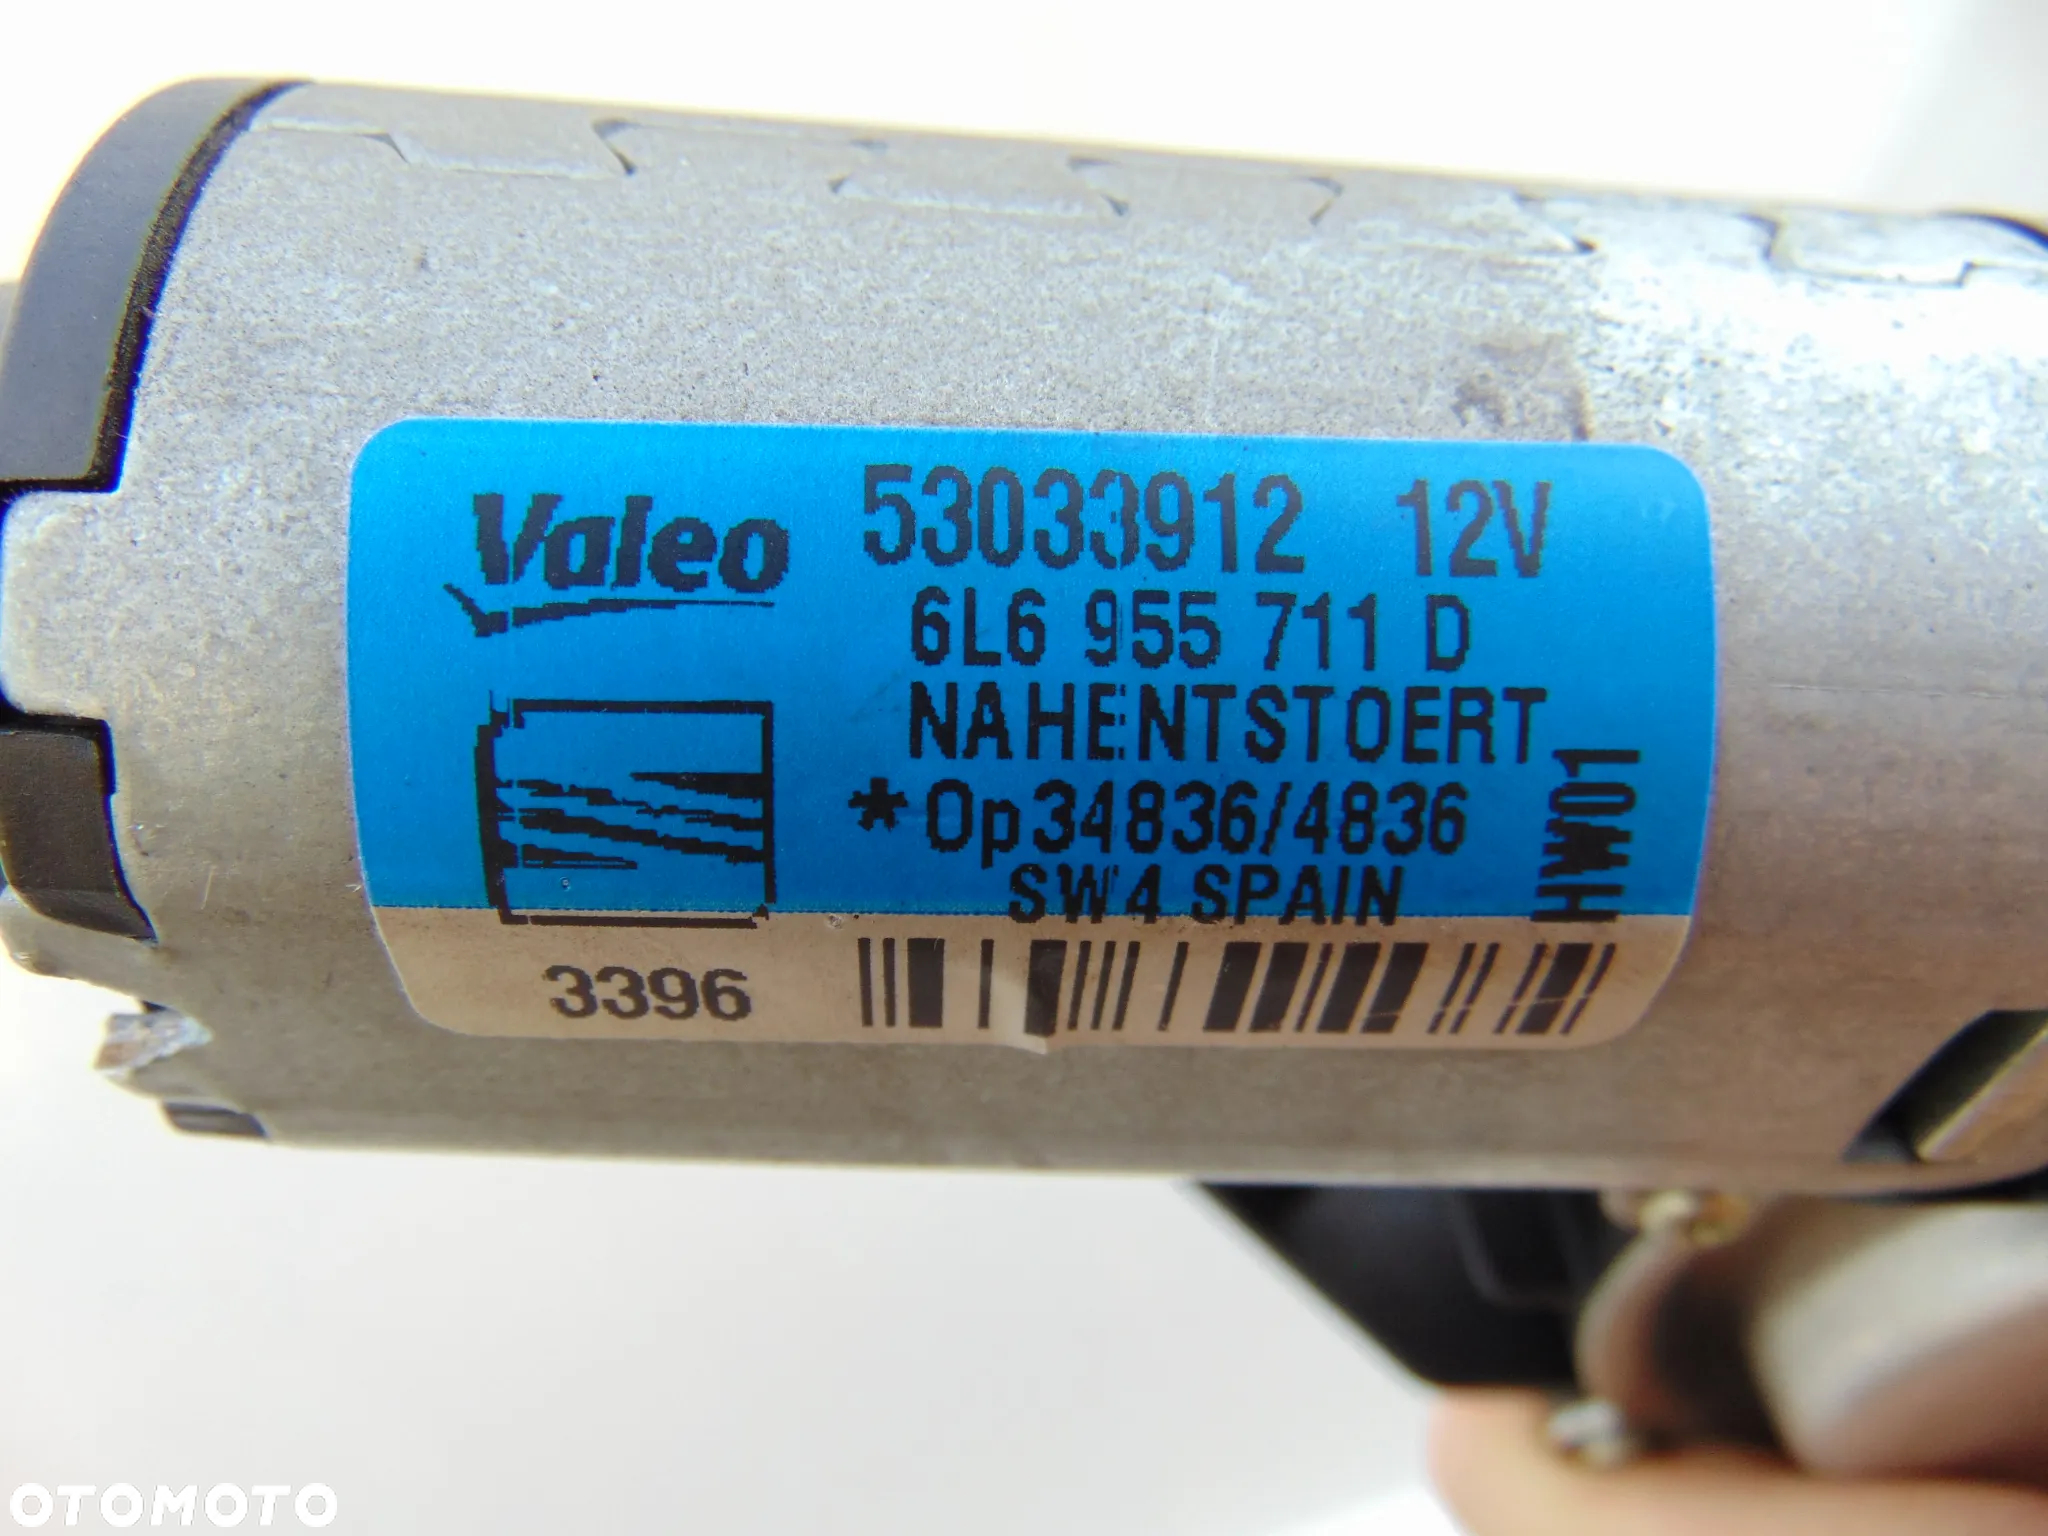 Valeo
53033912 12V
6L6 955 711 D
NAHENTSTOERT
*Op34836/4836
SW4 SPAIN
HW01
3396
OTOMOTO